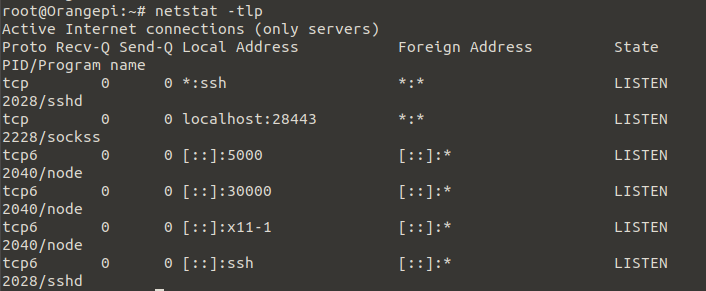 root@Orangepi:~# netstat -tlp
Active Internet connections (only servers)
Proto Recv-Q Send-Q Local Address           Foreign Address         State
PID/Program name
tcp        0      0 *:ssh                   *:*                     LISTEN
2028/sshd
tcp        0      0 localhost:28443         *:*                     LISTEN
2228/sockss
tcp6       0      0 [::]:5000               [::]:*                  LISTEN
2040/node
tcp6       0      0 [::]:30000              [::]:*                  LISTEN
2040/node
tcp6       0      0 [::]:x11-1              [::]:*                  LISTEN
2040/node
tcp6       0      0 [::]:ssh                [::]:*                  LISTEN
2028/sshd